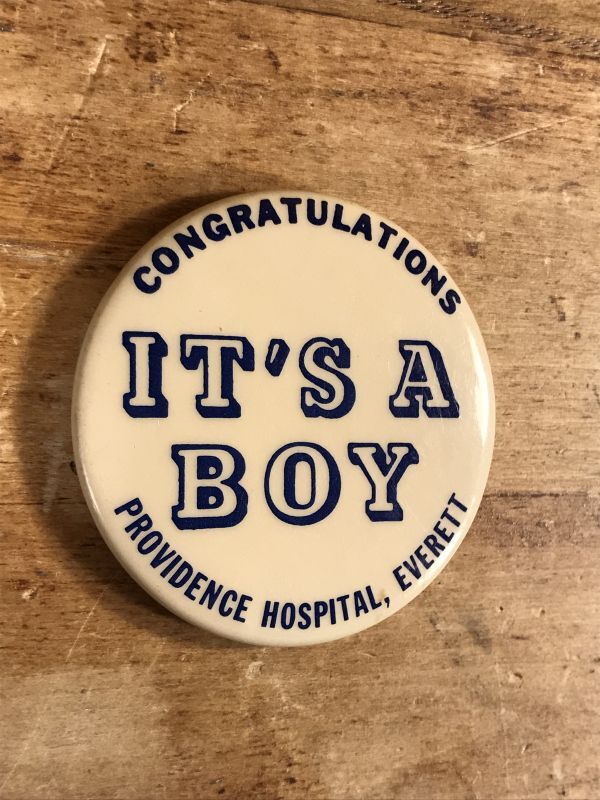 CONGRATULATIONS
IT'S A
BOY
PROVIDENCE HOSPITAL, EVERETT